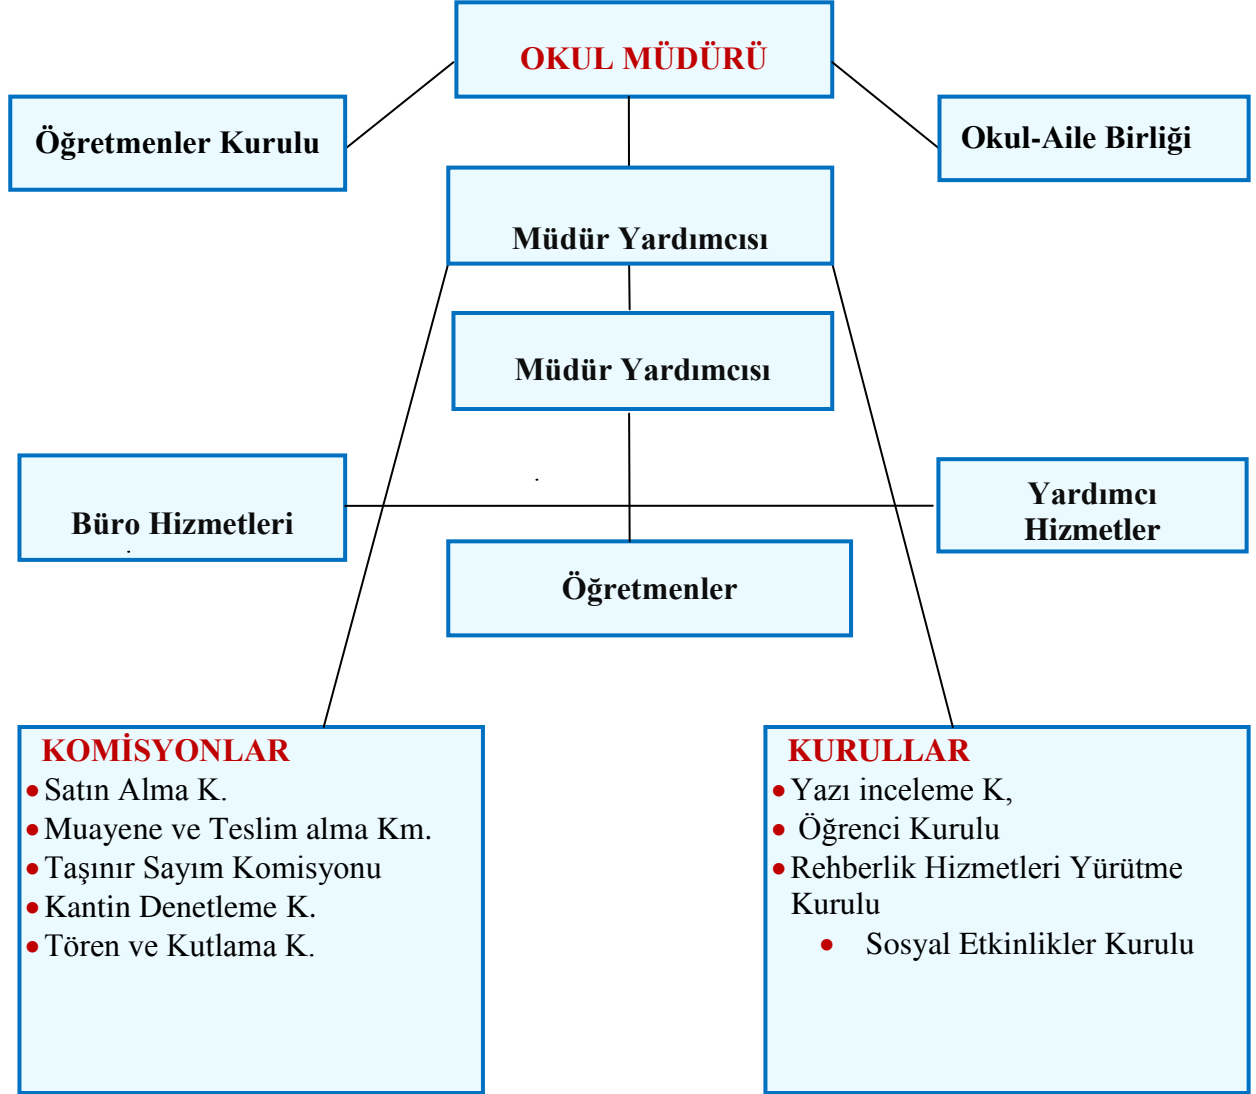 OKUL MÜDÜRÜ
Öğretmenler Kurulu
Okul-Aile Birliği
Müdür Yardımcısı
Müdür Yardımcısı
Büro Hizmetleri
Yardımcı
Hizmetler
Öğretmenler
KOMİSYONLAR
• Satın Alma K.
• Muayene ve Teslim alma Km.
• Taşınır Sayım Komisyonu
• Kantin Denetleme K.
• Tören ve Kutlama K.
KURULLAR
• Yazı inceleme K,
• Öğrenci Kurulu
• Rehberlik Hizmetleri Yürütme
Kurulu
• Sosyal Etkinlikler Kurulu